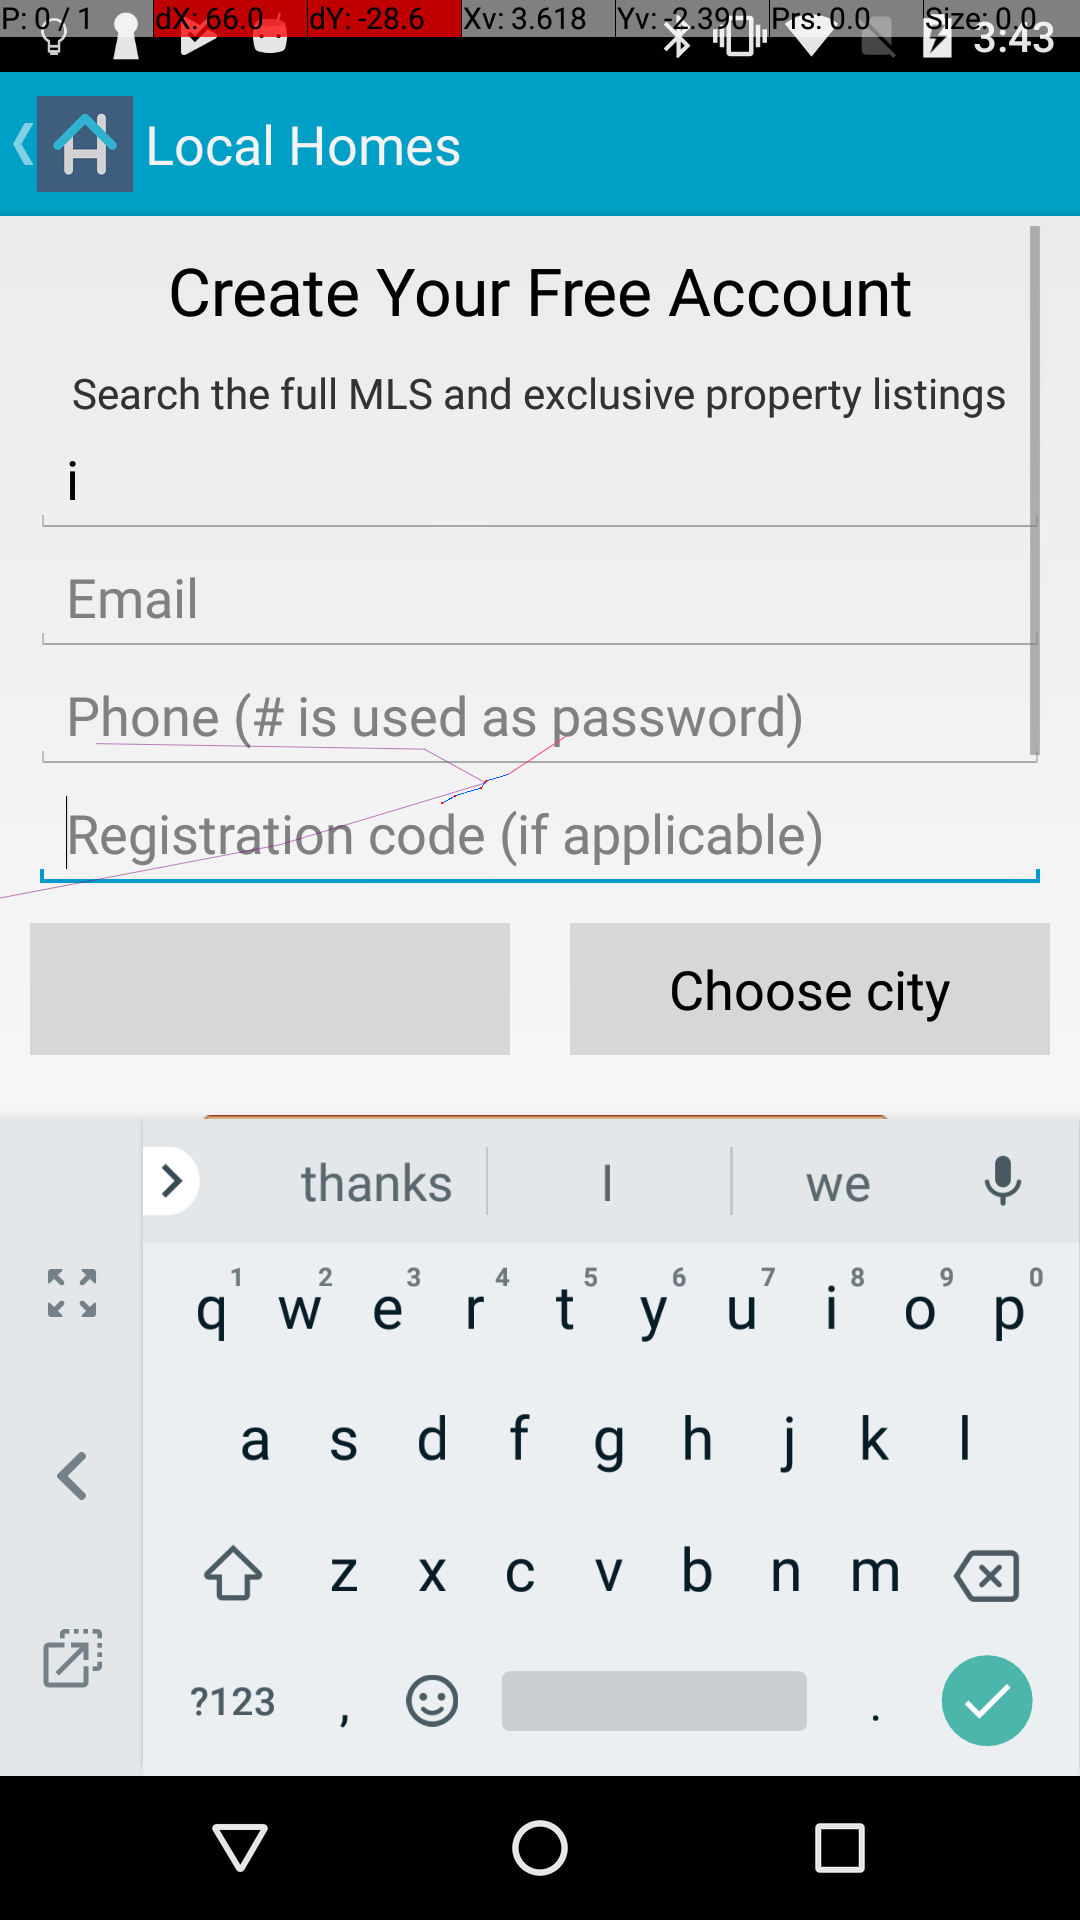 P: 0 / 1 dX: 66.0 dY: -28.6 Xv: 3.618 Yv: -2.390 Prs: 0.0 Size: 0.0
3:43
Local Homes
Create Your Free Account
Search the full MLS and exclusive property listings
i
Email
Phone (# is used as password)
Registration code (if applicable)
Choose city
thanks I we
1 2 3 4 5 6 7 8 9 0
q w e r t y u i o p
a s d f g h j k l
z x c v b n m
?123 , .